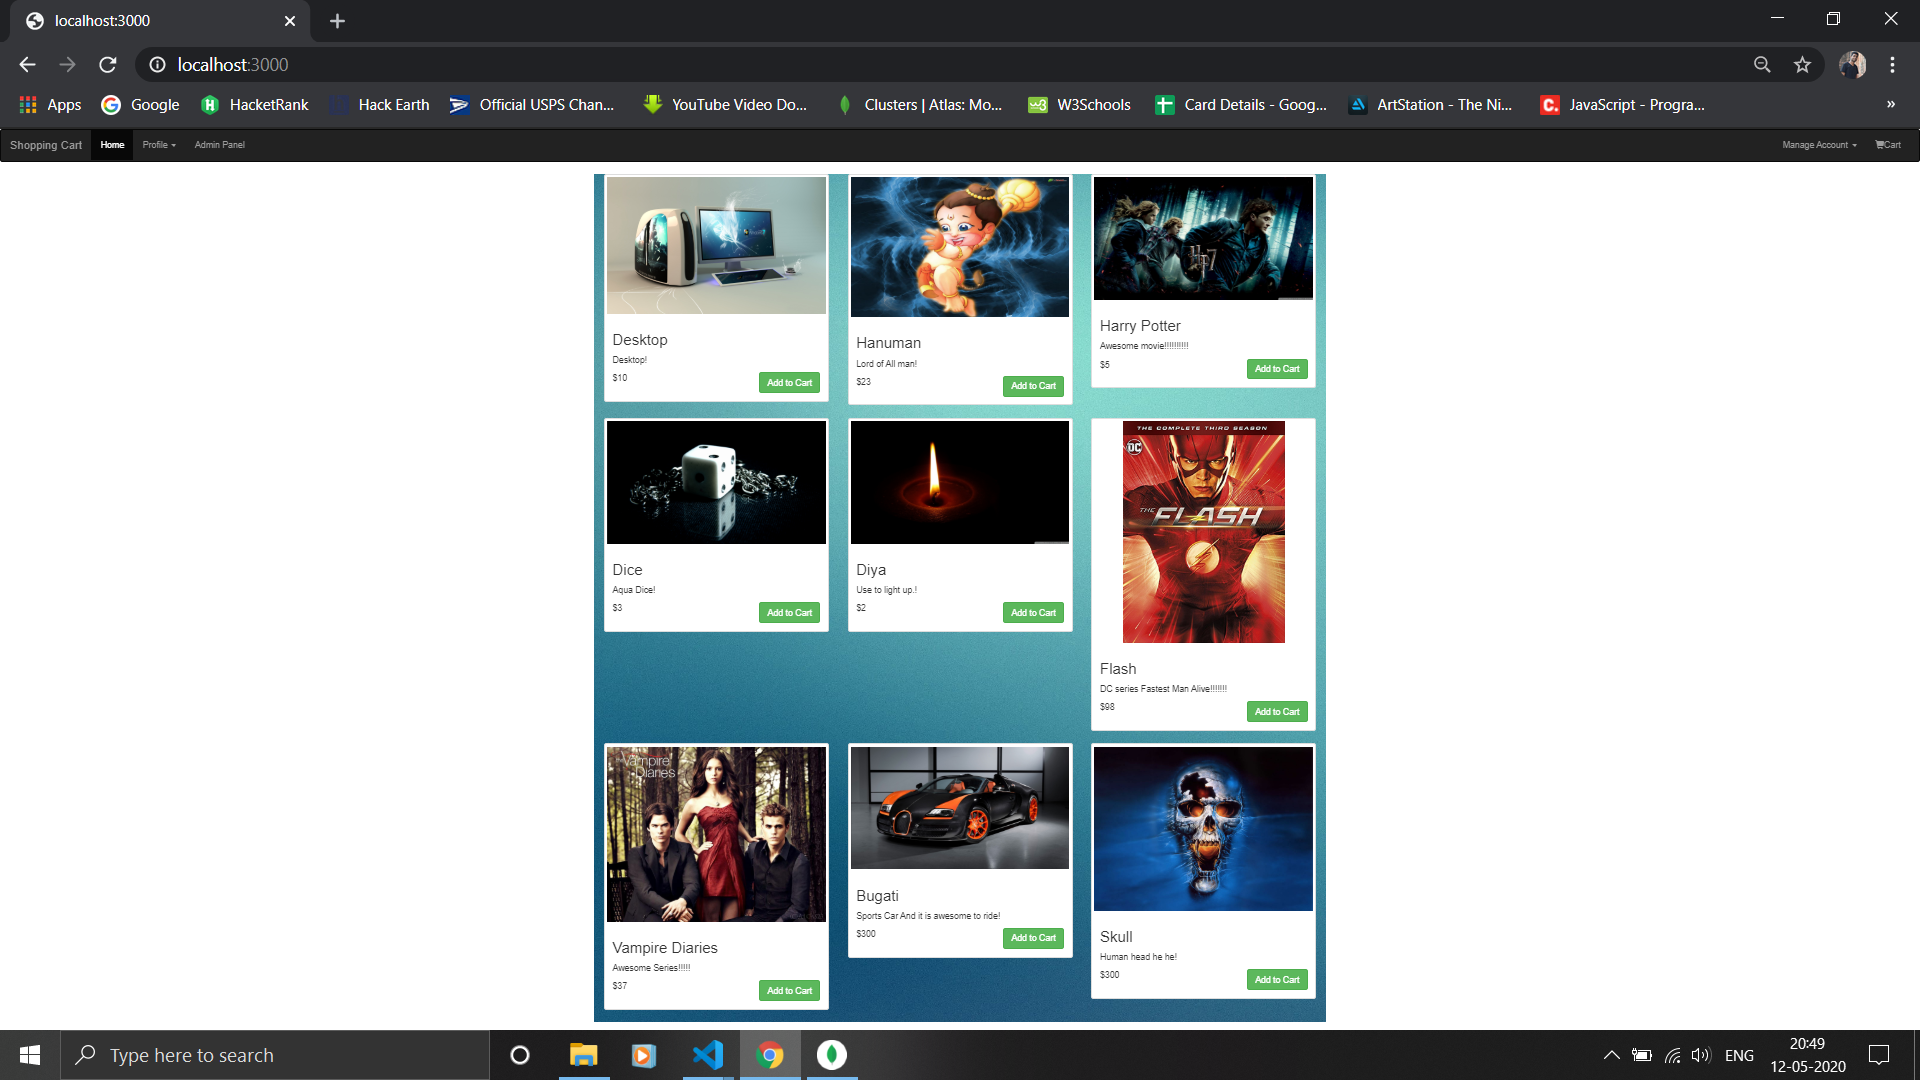 localhost:3000
localhost:3000
Apps Google HacketRank Hack Earth Official USPS Chan... YouTube Video Do... Clusters | Atlas: Mo... W3Schools Card Details - Goog... ArtStation - The Ni... JavaScript - Progra... »
Shopping Cart Home Profile Admin Panel Manage Account Cart
Desktop
Desktop!
$10
Add to Cart
Hanuman
Lord of All man!
$23
Add to Cart
HP7
Harry Potter
Awesome movie!!!!!!!!!!
$5
Add to Cart
Dice
Aqua Dice!
$3
Add to Cart
Diya
Use to light up.!
$2
Add to Cart
THE COMPLETE THIRD SEASON
DC
THE FLASH
Flash
DC series Fastest Man Alive!!!!!!!
$98
Add to Cart
Vampire
Diaries
Vampire Diaries
Awesome Series!!!!!
$37
Add to Cart
Bugati
Sports Car And it is awesome to ride!
$300
Add to Cart
Skull
Human head he he!
$300
Add to Cart
Type here to search
ENG
20:49
12-05-2020